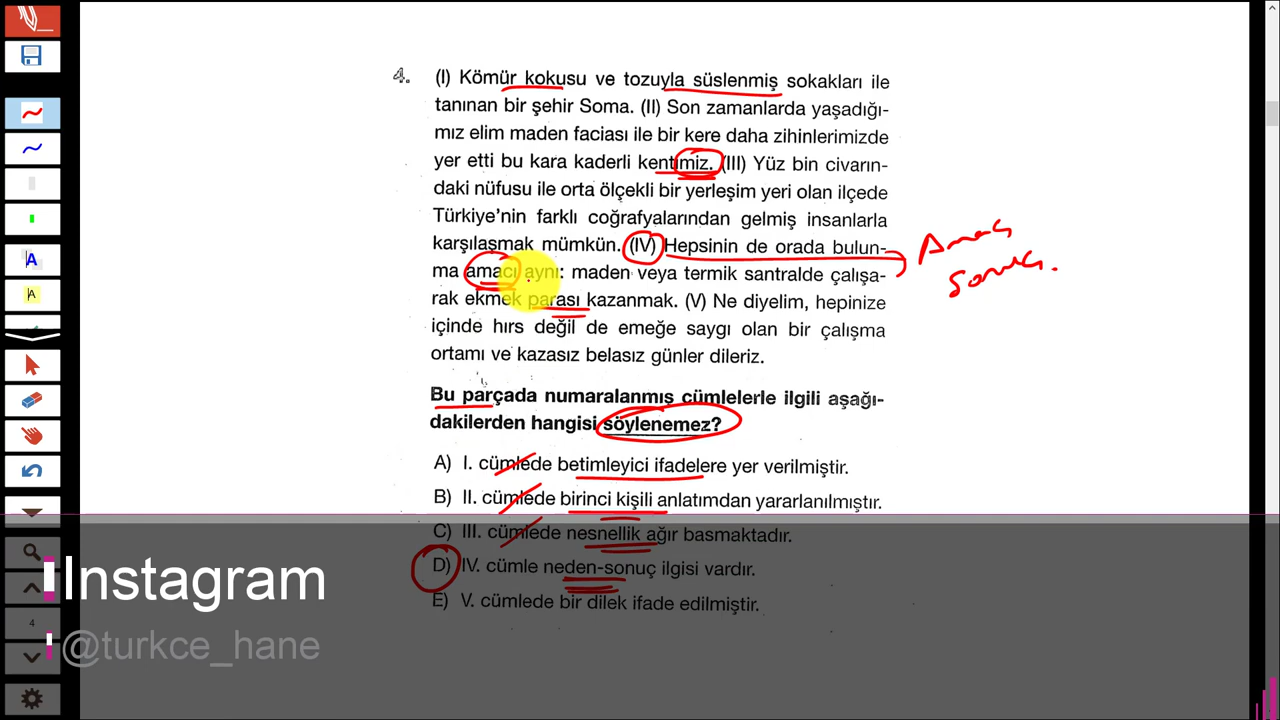 4. (I) Kömür kokusu ve tozuyla süslenmiş sokakları ile
tanınan bir şehir Soma. (II) Son zamanlarda yaşadığı-
mız elim maden faciası ile bir kere daha zihinlerimizde
yer etti bu kara kaderli kentimiz. (III) Yüz bin civarın-
daki nüfusu ile orta ölçekli bir yerleşim yeri olan ilçede
Türkiye'nin farklı coğrafyalarından gelmiş insanlarla
karşılaşmak mümkün. (IV) Hepsinin de orada bulun-
ma amacı aynı: maden veya termik santralde çalışa-
rak ekmek parası kazanmak. (V) Ne diyelim, hepinize
içinde hırs değil de emeğe saygı olan bir çalışma
ortamı ve kazasız belasız günler dileriz.
Amaç
Sonuç.
Bu parçada numaralanmış cümlelerle ilgili aşağı-
dakilerden hangisi söylenemez?
A) I. cümlede betimleyici ifadelere yer verilmiştir.
B) II. cümlede birinci kişili anlatımdan yararlanılmıştır.
C) III. cümlede nesnellik ağır basmaktadır.
D) IV. cümle neden-sonuç ilgisi vardır.
E) V. cümlede bir dilek ifade edilmiştir.
Instagram
@turkce_hane
A
A
4